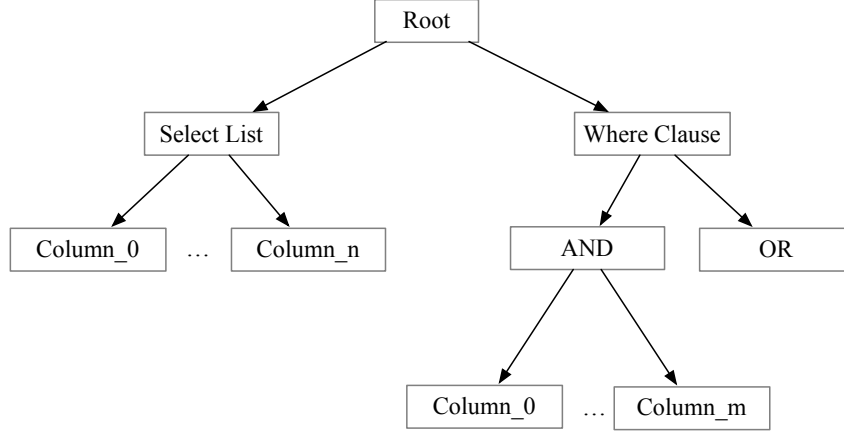 Root
Select List
Where Clause
Column_0
…
Column_n
AND
OR
Column_0
…
Column_m